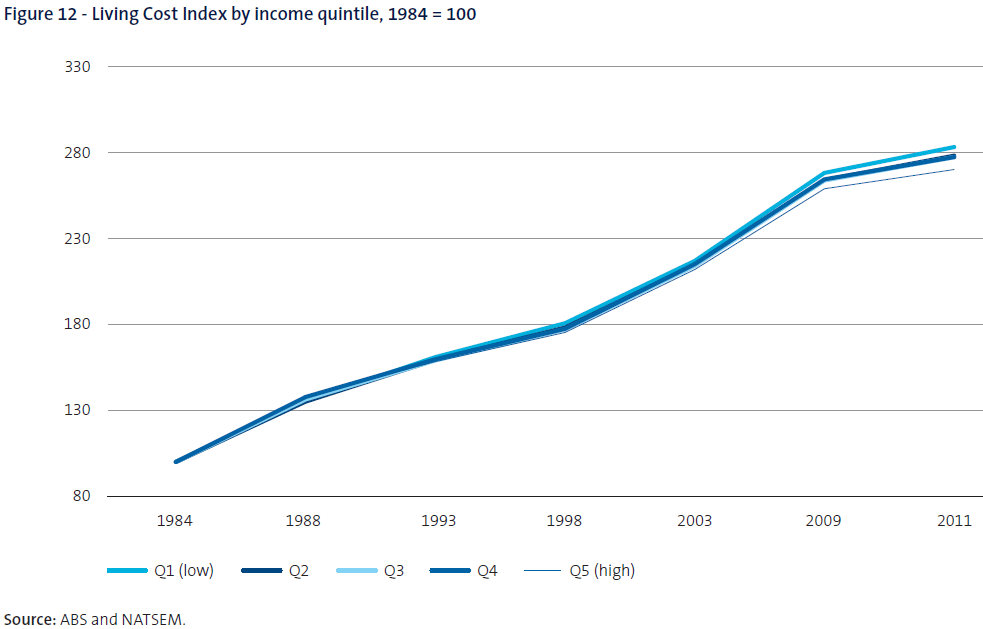 Figure 12 - Living Cost Index by income quintile, 1984 = 100
330
280
230
180
130
80
1984 1988 1993 1998 2003 2009 2011
Q1 (low) Q2 Q3 Q4 Q5 (high)
Source: ABS and NATSEM.